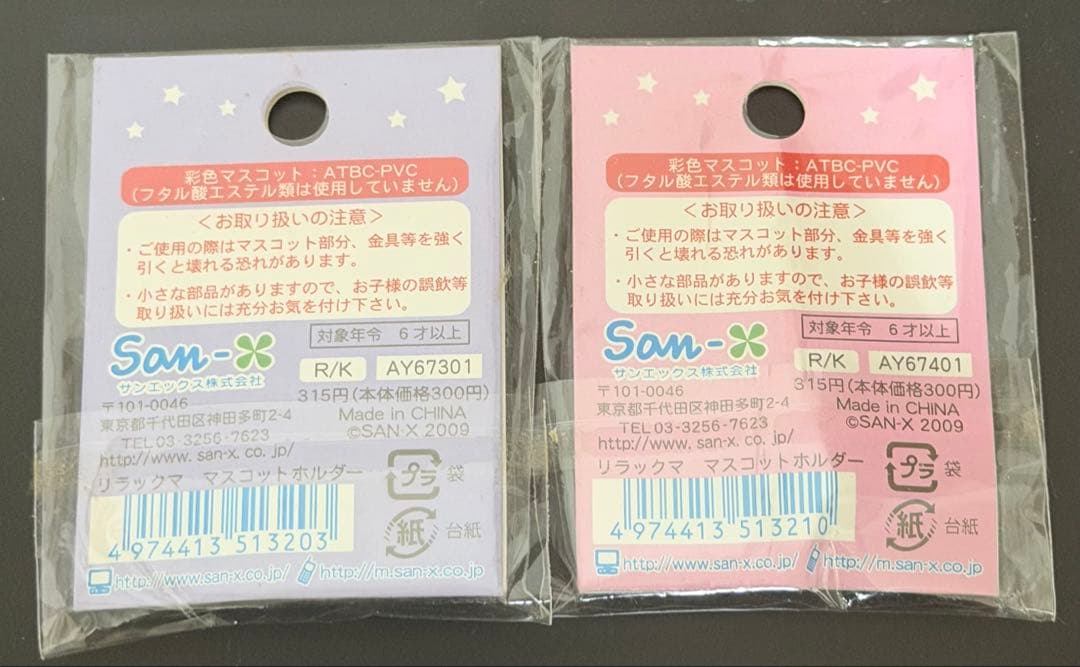 彩色マスコット：ATBC-PVC
(フタル酸エステル類は使用していません)
＜お取り扱いの注意＞
・ご使用の際はマスコット部分、金具等を強く
引くと壊れる恐れがあります。
・小さな部品がありますので、お子様の誤飲等
取り扱いには充分お気を付け下さい。
対象年令　6才以上
San-X
サンエックス株式会社
R/K AY67301
〒101-0046
315円(本体価格300円)
東京都千代田区神田多町2-4
Made in CHINA
TEL 03-3256-7623
©SAN-X 2009
http://www.san-x.co.jp/
リラックマ　マスコットホルダー
プラ 袋
4 974413 513203
紙 台紙
http://www.san-x.co.jp/ http://m.san-x.co.jp
彩色マスコット：ATBC-PVC
(フタル酸エステル類は使用していません)
＜お取り扱いの注意＞
・ご使用の際はマスコット部分、金具等を強く
引くと壊れる恐れがあります。
・小さな部品がありますので、お子様の誤飲等
取り扱いには充分お気を付け下さい。
対象年令　6才以上
San-X
サンエックス株式会社
R/K AY67401
〒101-0046
315円(本体価格300円)
東京都千代田区神田多町2-4
Made in CHINA
TEL 03-3256-7623
©SAN-X 2009
http://www.san-x.co.jp/
リラックマ　マスコットホルダー
プラ 袋
4 974413 513210
紙 台紙
http://www.san-x.co.jp/ http://m.san-x.co.jp